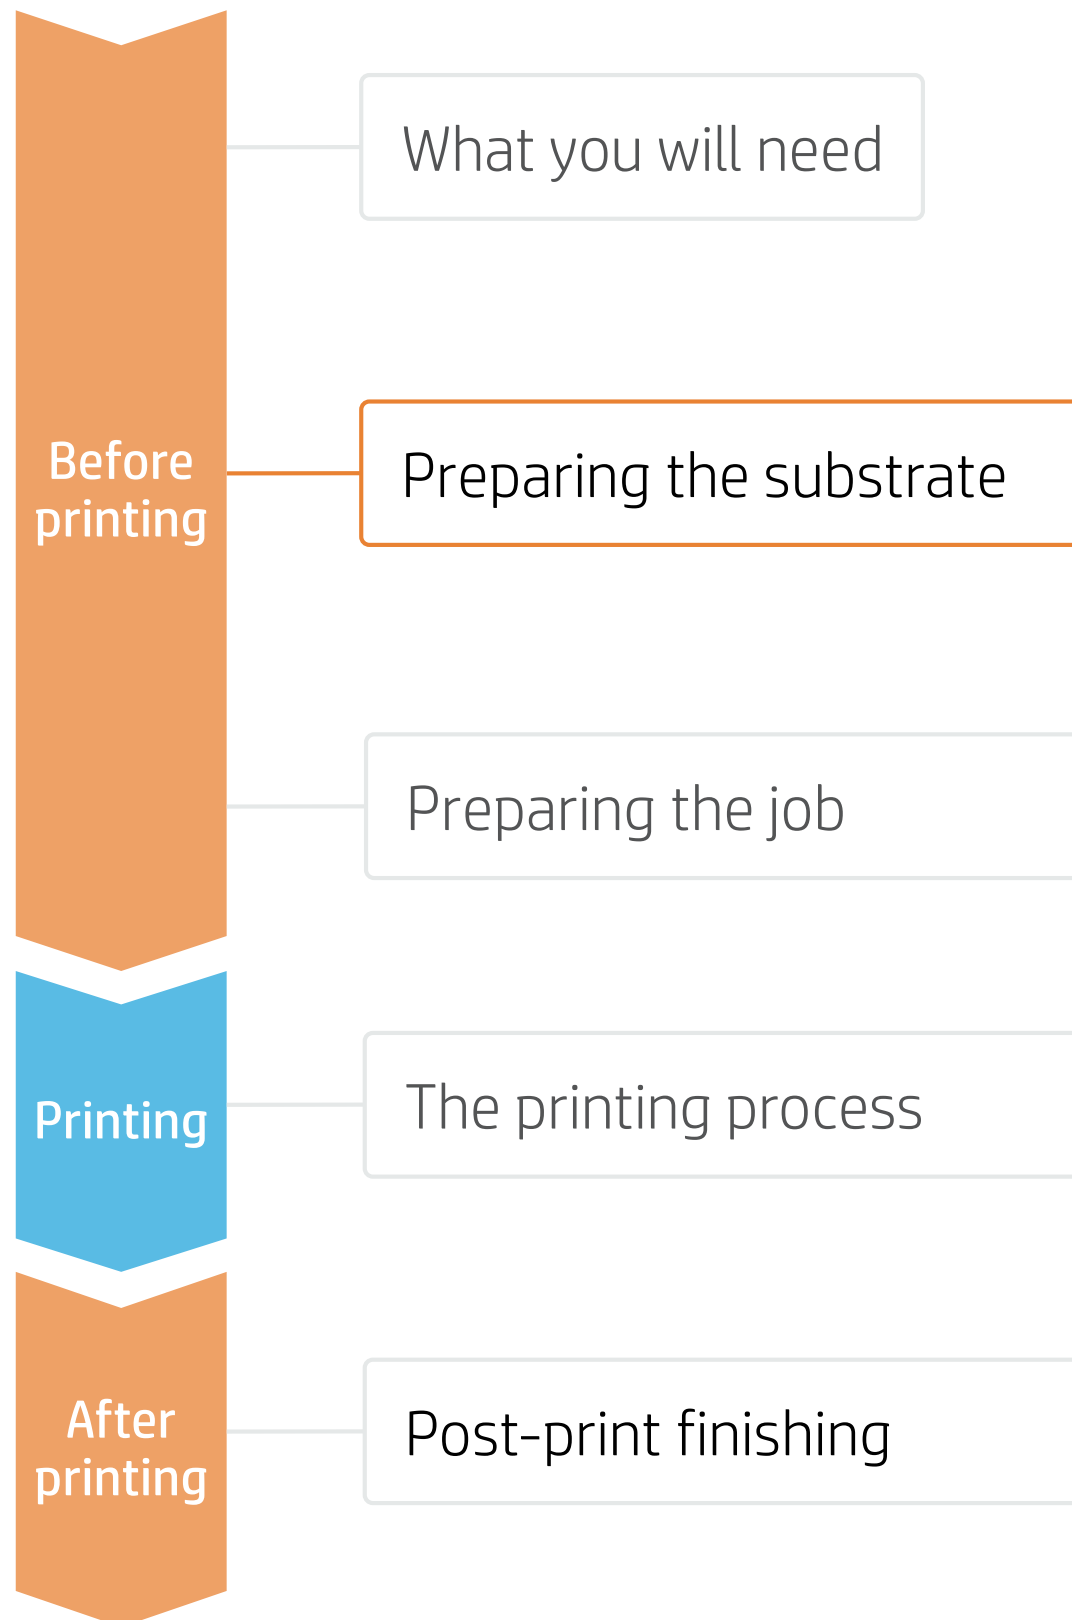 What you will need
Before
printing
Preparing the substrate
Preparing the job
Printing
The printing process
After
printing
Post-print finishing